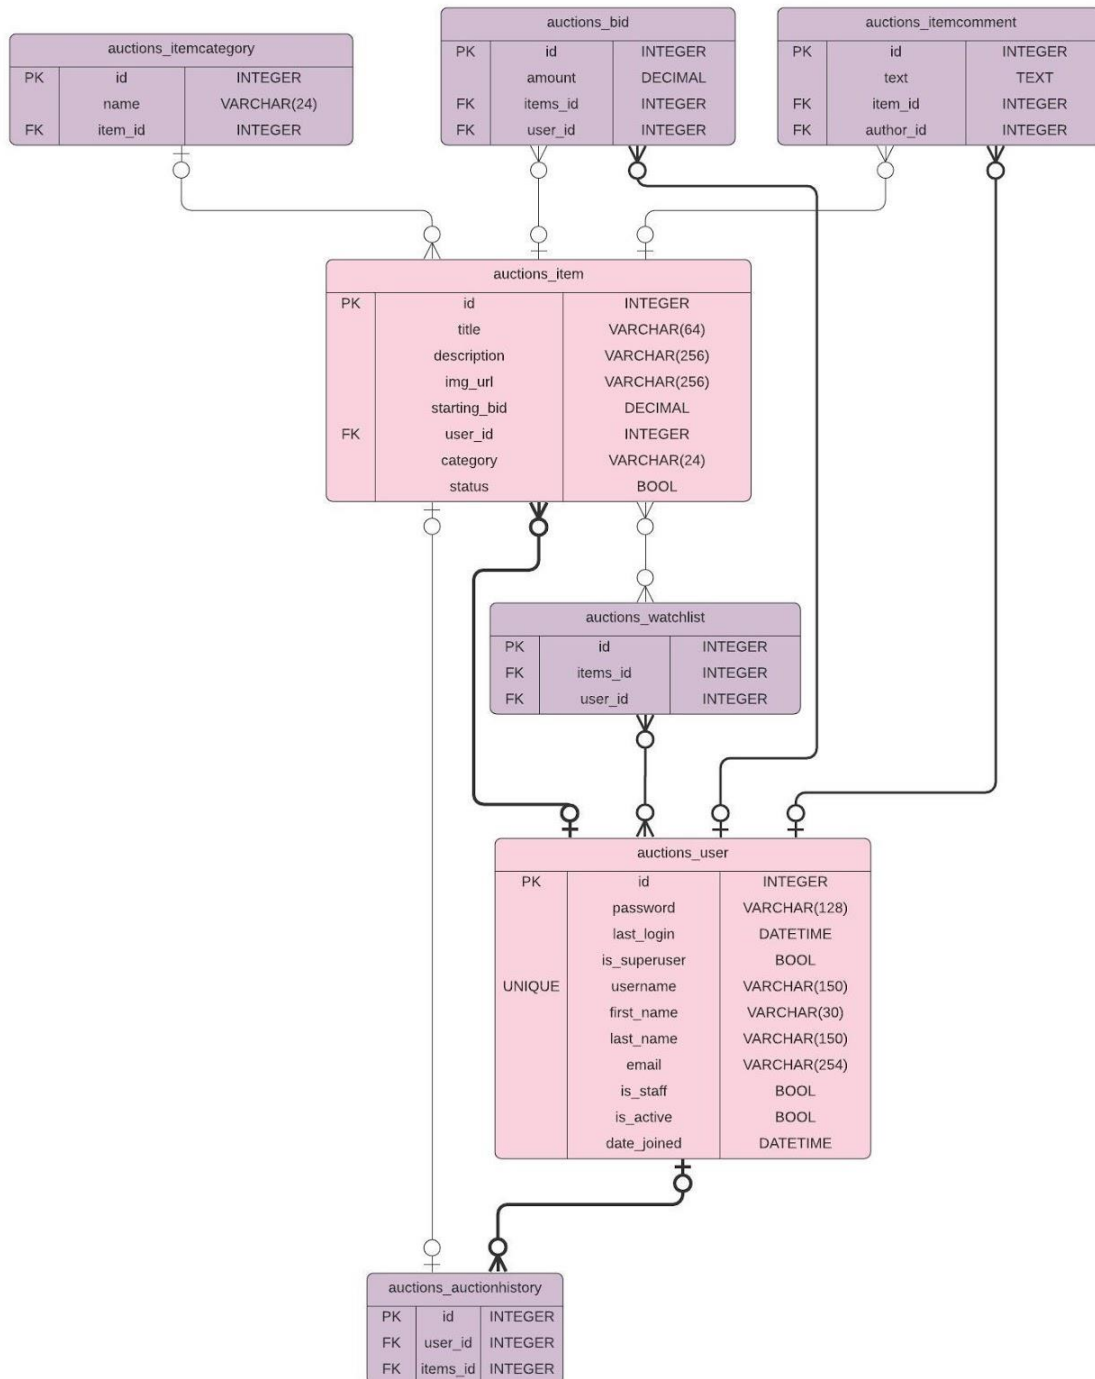 auctions_itemcategory
PK id INTEGER
name VARCHAR(24)
FK item_id INTEGER
auctions_bid
PK id INTEGER
amount DECIMAL
FK items_id INTEGER
FK user_id INTEGER
auctions_itemcomment
PK id INTEGER
text TEXT
FK item_id INTEGER
FK author_id INTEGER
auctions_item
PK id INTEGER
title VARCHAR(64)
description VARCHAR(256)
img_url VARCHAR(256)
starting_bid DECIMAL
FK user_id INTEGER
category VARCHAR(24)
status BOOL
auctions_watchlist
PK id INTEGER
FK items_id INTEGER
FK user_id INTEGER
auctions_user
PK id INTEGER
password VARCHAR(128)
last_login DATETIME
is_superuser BOOL
UNIQUE username VARCHAR(150)
first_name VARCHAR(30)
last_name VARCHAR(150)
email VARCHAR(254)
is_staff BOOL
is_active BOOL
date_joined DATETIME
auctions_auctionhistory
PK id INTEGER
FK user_id INTEGER
FK items_id INTEGER